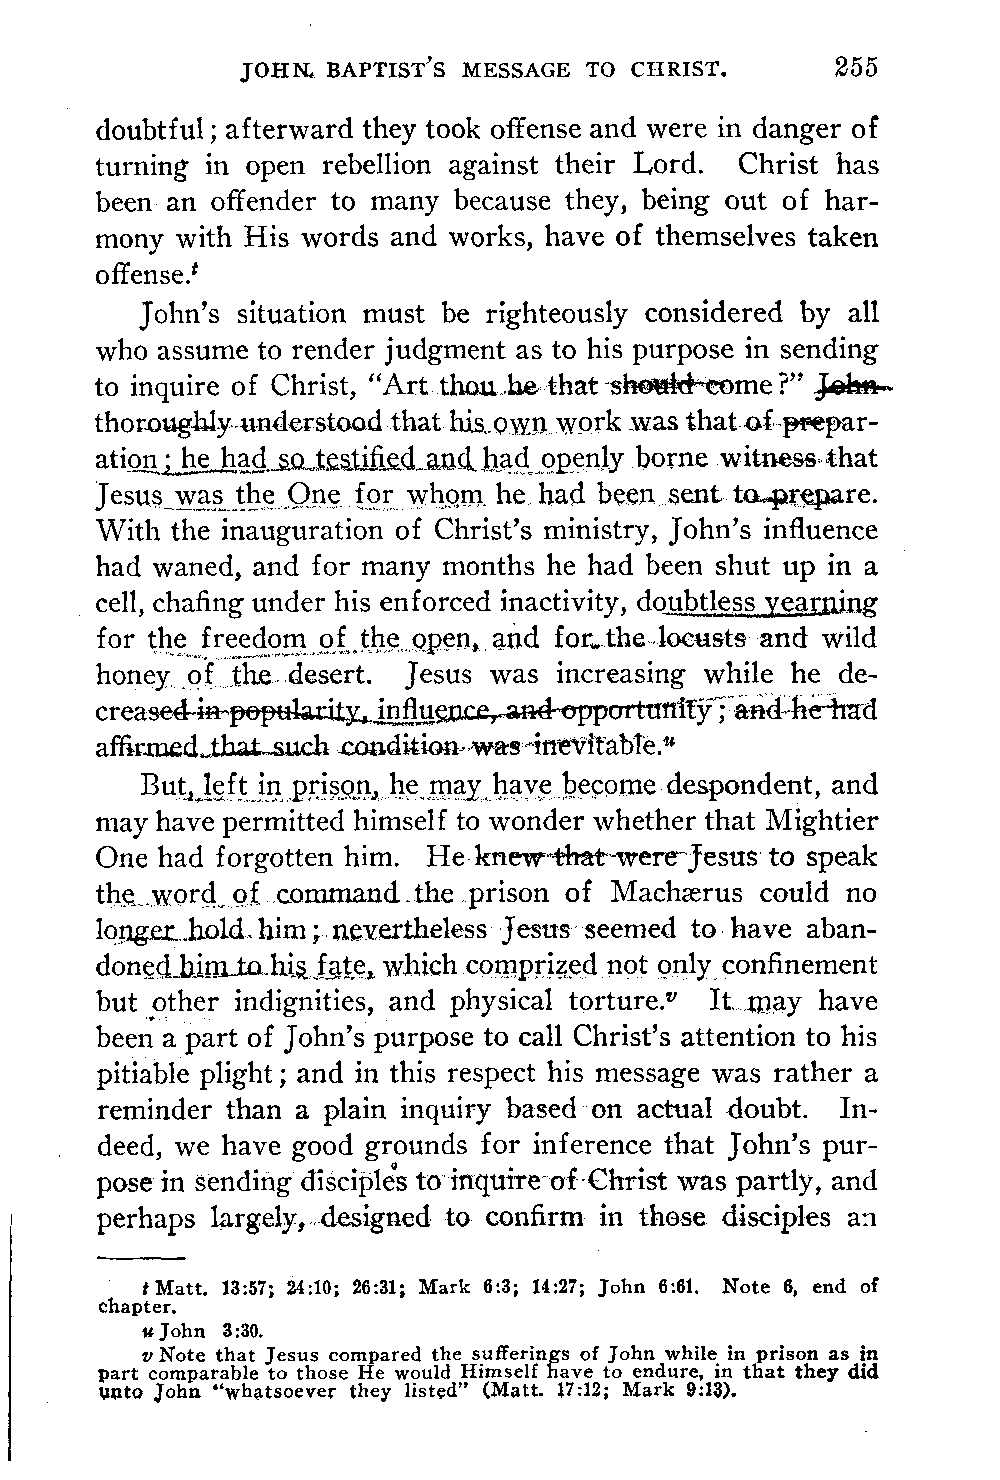 JOHN BAPTIST'S MESSAGE TO CHRIST. 255
doubtful; afterward they took offense and were in danger of
turning in open rebellion against their Lord. Christ has
been an offender to many because they, being out of har-
mony with His words and works, have of themselves taken
offense.t
John's situation must be righteously considered by all
who assume to render judgment as to his purpose in sending
to inquire of Christ, "Art thou he that should come?" John
thoroughly understood that his own work was that of prepar-
ation; he had so testified and had openly borne witness that
Jesus was the One for whom he had been sent to prepare.
With the inauguration of Christ's ministry, John's influence
had waned, and for many months he had been shut up in a
cell, chafing under his enforced inactivity, doubtless yearning
for the freedom of the open, and for the locusts and wild
honey of the desert. Jesus was increasing while he de-
creased in popularity, influence, and opportunity; and he had
affirmed that such condition was inevitable.u
But, left in prison, he may have become despondent, and
may have permitted himself to wonder whether that Mightier
One had forgotten him. He knew that were Jesus to speak
the word of command the prison of Machærus could no
longer hold him; nevertheless Jesus seemed to have aban-
doned him to his fate, which comprized not only confinement
but other indignities, and physical torture.v It may have
been a part of John's purpose to call Christ's attention to his
pitiable plight; and in this respect his message was rather a
reminder than a plain inquiry based on actual doubt. In-
deed, we have good grounds for inference that John's pur-
pose in sending disciples to inquire of Christ was partly, and
perhaps largely, designed to confirm in those disciples an
t Matt. 13:57; 24:10; 26:31; Mark 6:3; 14:27; John 6:61. Note 6, end of
chapter.
u John 3:30.
v Note that Jesus compared the sufferings of John while in prison as in
part comparable to those He would Himself have to endure, in that they did
unto John "whatsoever they listed" (Matt. 17:12; Mark 9:13).